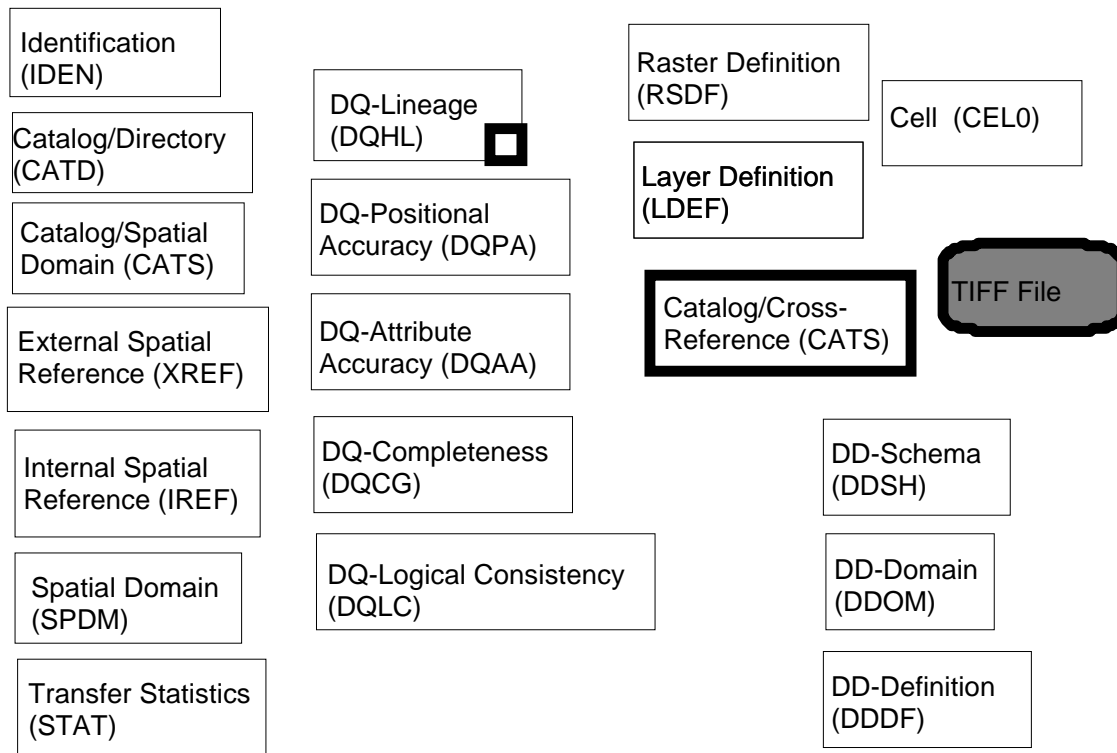 Identification
(IDEN)
Catalog/Directory
(CATD)
Catalog/Spatial
Domain (CATS)
External Spatial
Reference (XREF)
Internal Spatial
Reference (IREF)
Spatial Domain
(SPDM)
Transfer Statistics
(STAT)
DQ-Lineage
(DQHL)
DQ-Positional
Accuracy (DQPA)
DQ-Attribute
Accuracy (DQAA)
DQ-Completeness
(DQCG)
DQ-Logical Consistency
(DQLC)
Raster Definition
(RSDF)
Layer Definition
(LDEF)
Catalog/Cross-
Reference (CATS)
Cell (CEL0)
TIFF File
DD-Schema
(DDSH)
DD-Domain
(DDOM)
DD-Definition
(DDDF)